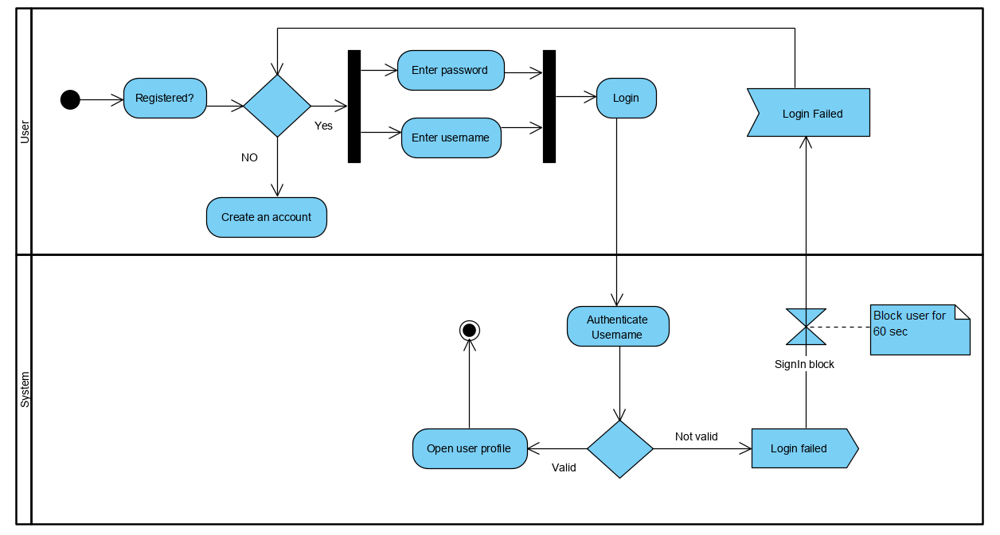 User
Registered?
Yes
NO
Create an account
Enter password
Enter username
Login
Login Failed
System
Authenticate
Username
Block user for
60 sec
SignIn block
Open user profile
Valid
Not valid
Login failed